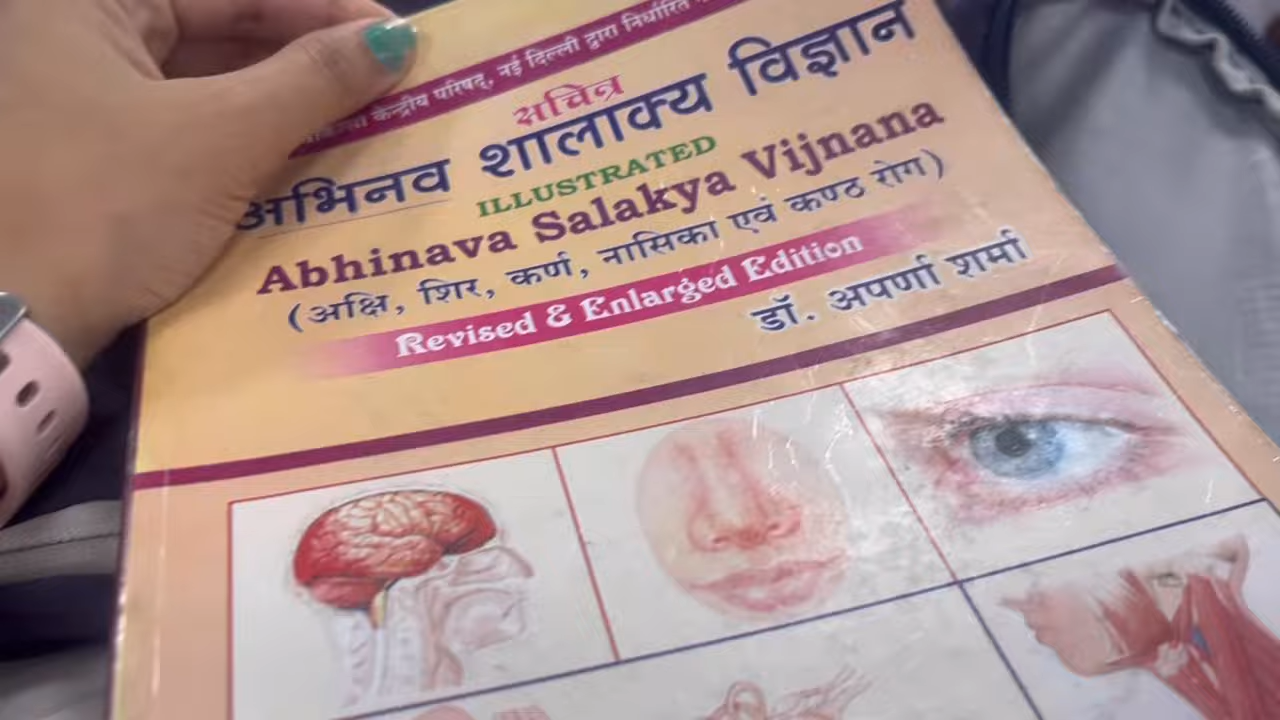 केन्द्रीय परिषद्, नई दिल्ली द्वारा निर्धारित
सचित्र
अभिनव शालाक्य विज्ञान
ILLUSTRATED
Abhinava Salakya Vijnana
(अक्षि, शिर, कर्ण, नासिका एवं कण्ठ रोग)
Revised & Enlarged Edition
डॉ. अपर्णा शर्मा